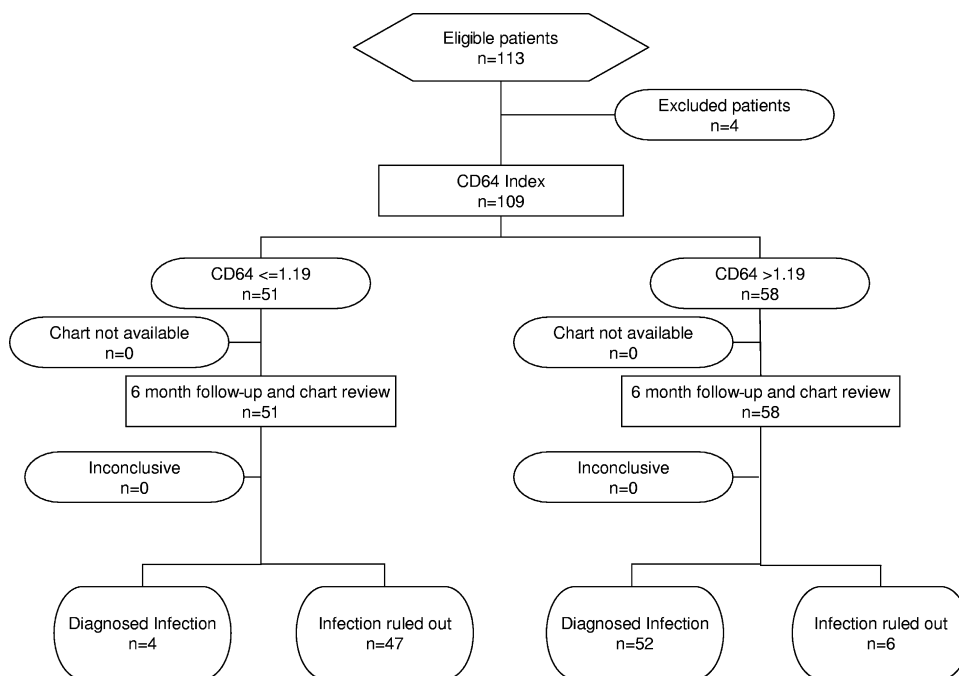 Eligible patients
n=113
Excluded patients
n=4
CD64 Index
n=109
CD64 <=1.19
n=51
CD64 >1.19
n=58
Chart not available
n=0
Chart not available
n=0
6 month follow-up and chart review
n=51
6 month follow-up and chart review
n=58
Inconclusive
n=0
Inconclusive
n=0
Diagnosed Infection
n=4
Infection ruled out
n=47
Diagnosed Infection
n=52
Infection ruled out
n=6